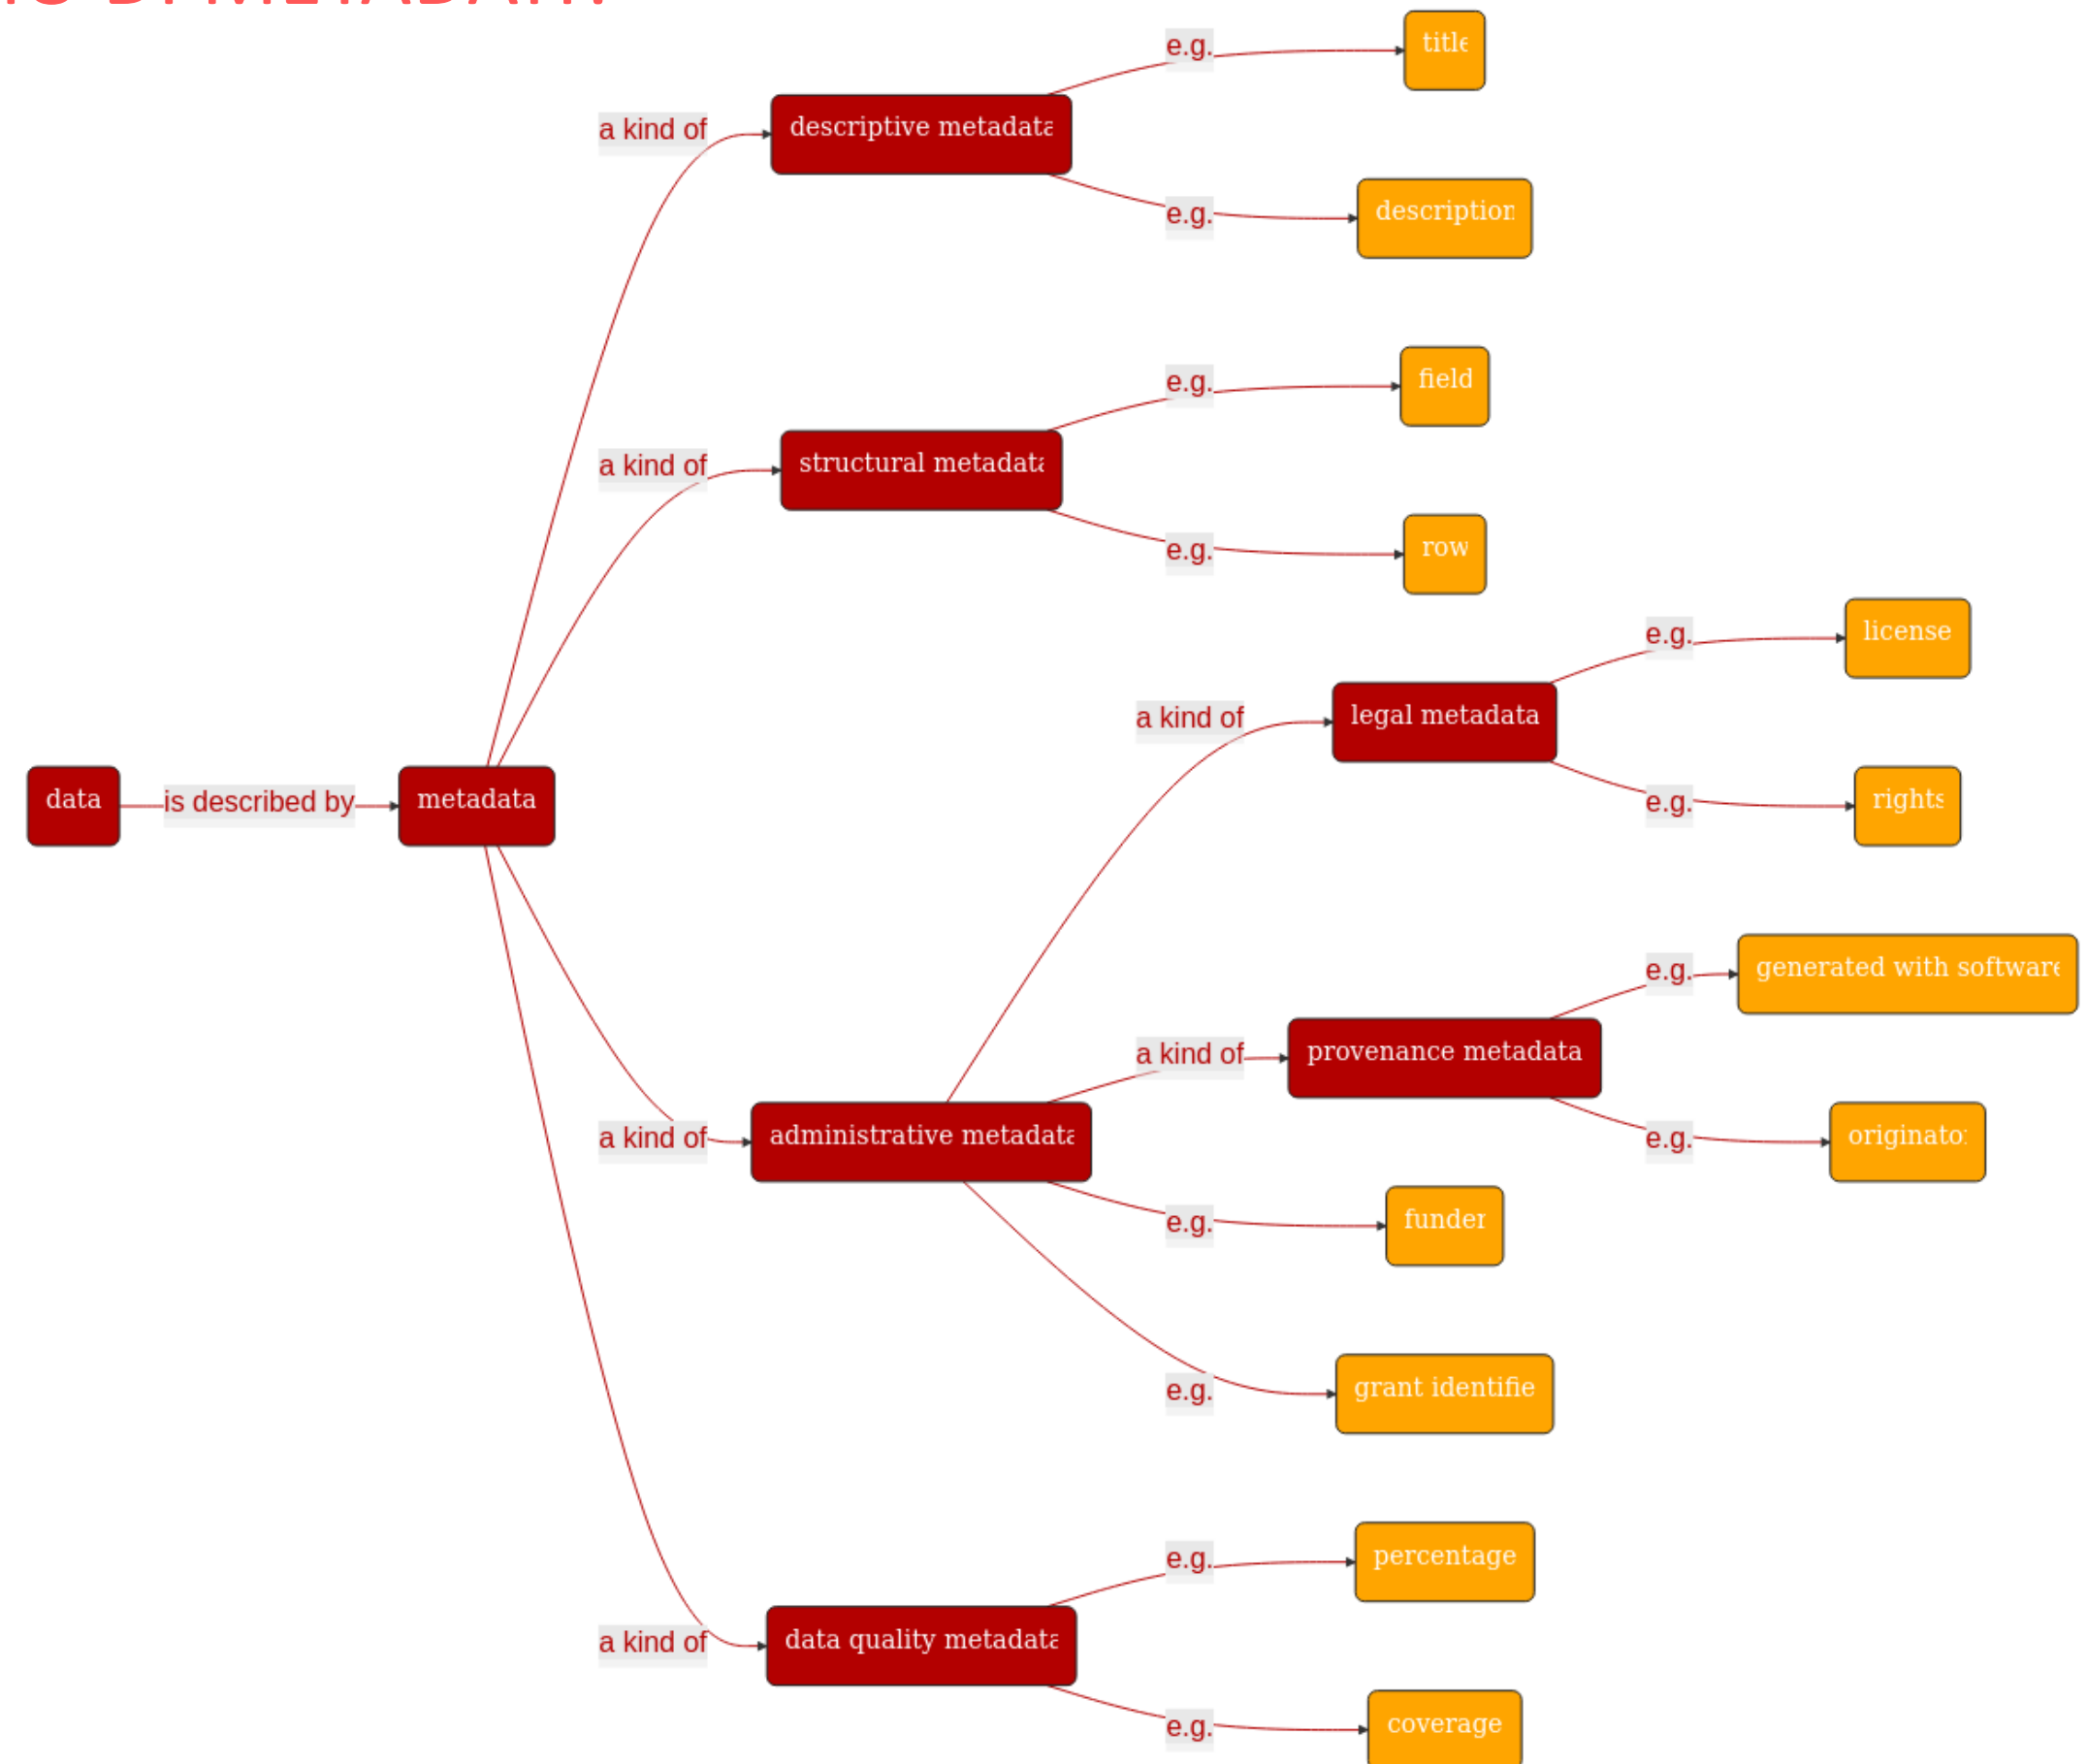 DI METADATI
e.g.
title
a kind of
descriptive metadata
e.g.
description
e.g.
field
a kind of
structural metadata
e.g.
row
e.g.
license
a kind of
legal metadata
e.g.
rights
data
is described by
metadata
e.g.
generated with software
a kind of
provenance metadata
e.g.
originator
a kind of
administrative metadata
e.g.
funder
e.g.
grant identifie
e.g.
percentage
a kind of
data quality metadata
e.g.
coverage